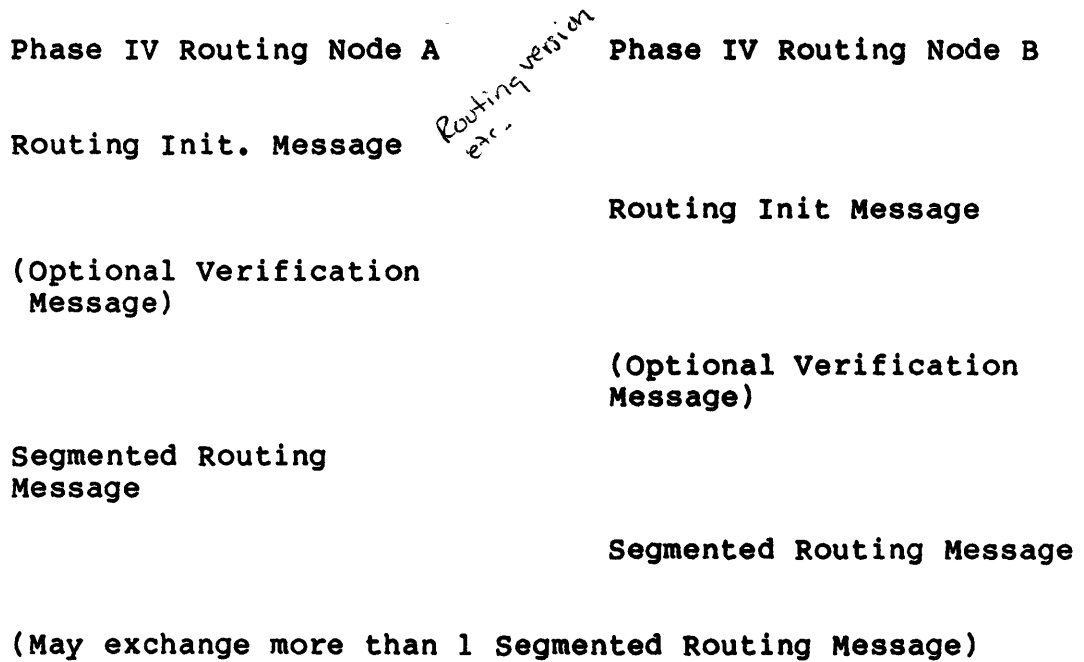 Phase IV Routing Node A
Phase IV Routing Node B
Routing version
etc.
Routing Init. Message
Routing Init Message
(Optional Verification
Message)
(Optional Verification
Message)
Segmented Routing
Message
Segmented Routing Message
(May exchange more than 1 Segmented Routing Message)